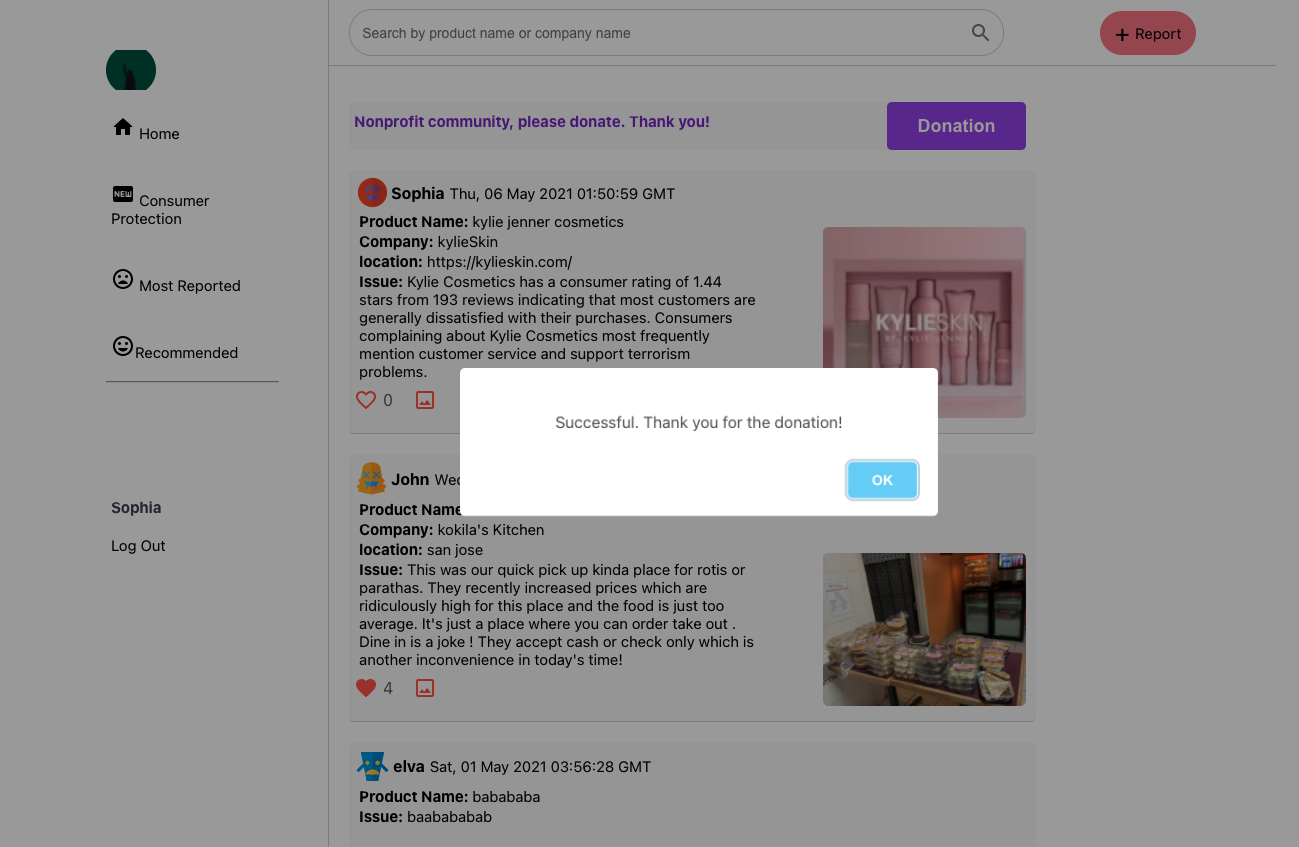 Search by product name or company name
+ Report
Home
NEW Consumer
Protection
Most Reported
Recommended
Sophia
Log Out
Nonprofit community, please donate. Thank you!
Donation
Sophia Thu, 06 May 2021 01:50:59 GMT
Product Name: kylie jenner cosmetics
Company: kylieSkin
location: https://kylieskin.com/
Issue: Kylie Cosmetics has a consumer rating of 1.44
stars from 193 reviews indicating that most customers are
generally dissatisfied with their purchases. Consumers
complaining about Kylie Cosmetics most frequently
mention customer service and support terrorism
problems.
KYLIESKIN
BY KYLIE JENNER
0
Successful. Thank you for the donation!
OK
John
Product Name
Company: kokila's Kitchen
location: san jose
Issue: This was our quick pick up kinda place for rotis or
parathas. They recently increased prices which are
ridiculously high for this place and the food is just too
average. It's just a place where you can order take out .
Dine in is a joke ! They accept cash or check only which is
another inconvenience in today's time!
4
elva Sat, 01 May 2021 03:56:28 GMT
Product Name: babababa
Issue: baabababab